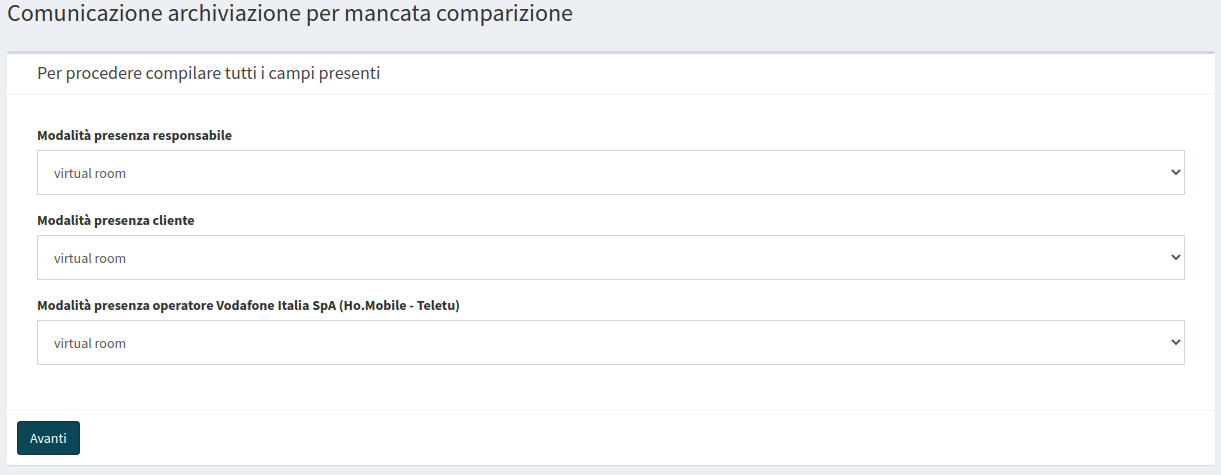 Comunicazione archiviazione per mancata comparizione
Per procedere compilare tutti i campi presenti
Modalità presenza responsabile
virtual room
Modalità presenza cliente
virtual room
Modalità presenza operatore Vodafone Italia SpA (Ho.Mobile - Teletu)
virtual room
Avanti